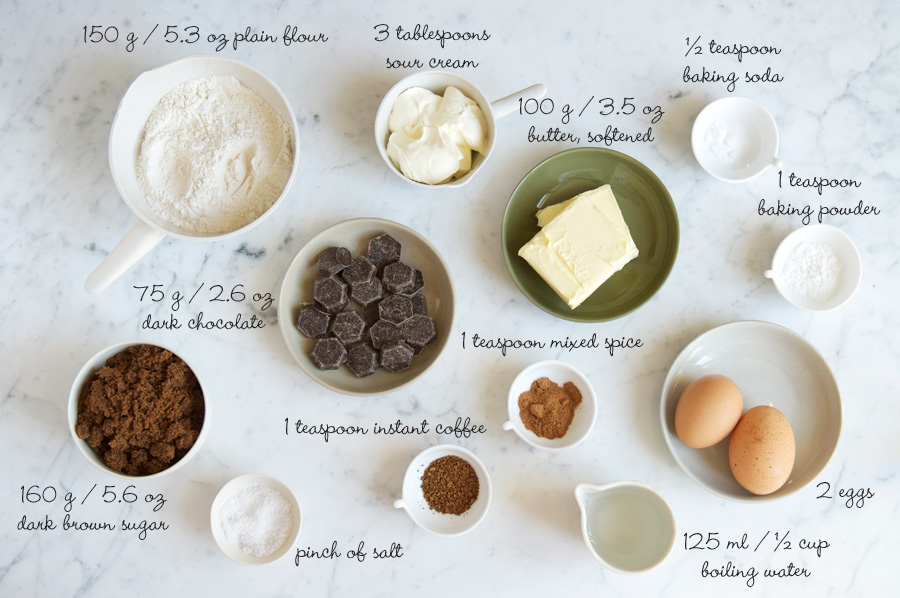 150 g / 5.3 oz plain flour
3 tablespoons
sour cream
½ teaspoon
baking soda
100 g / 3.5 oz
butter, softened
1 teaspoon
baking powder
75 g / 2.6 oz
dark chocolate
1 teaspoon mixed spice
1 teaspoon instant coffee
160 g / 5.6 oz
dark brown sugar
2 eggs
pinch of salt
125 ml / ½ cup
boiling water